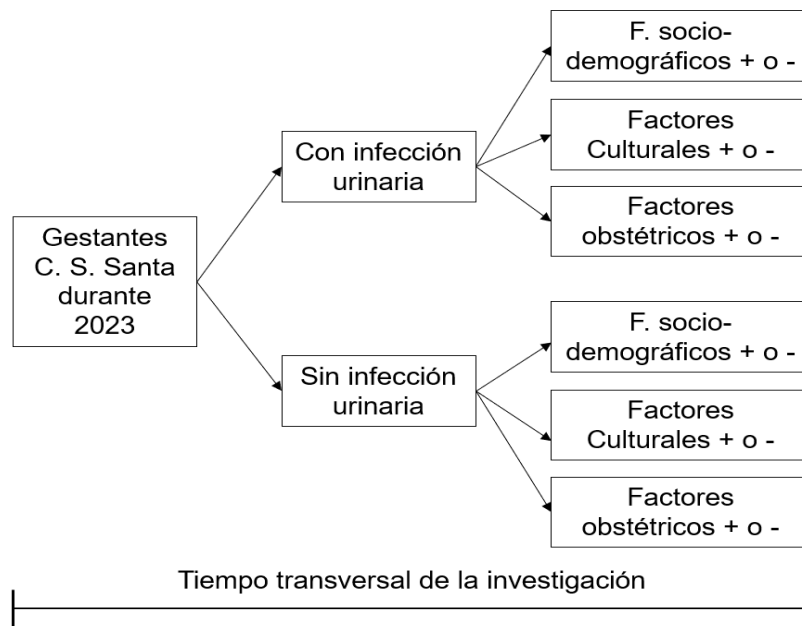 Gestantes
C. S. Santa
durante
2023
Con infección
urinaria
F. socio-
demográficos + o -
Factores
Culturales + o -
Factores
obstétricos + o -
Sin infección
urinaria
F. socio-
demográficos + o -
Factores
Culturales + o -
Factores
obstétricos + o -
Tiempo transversal de la investigación